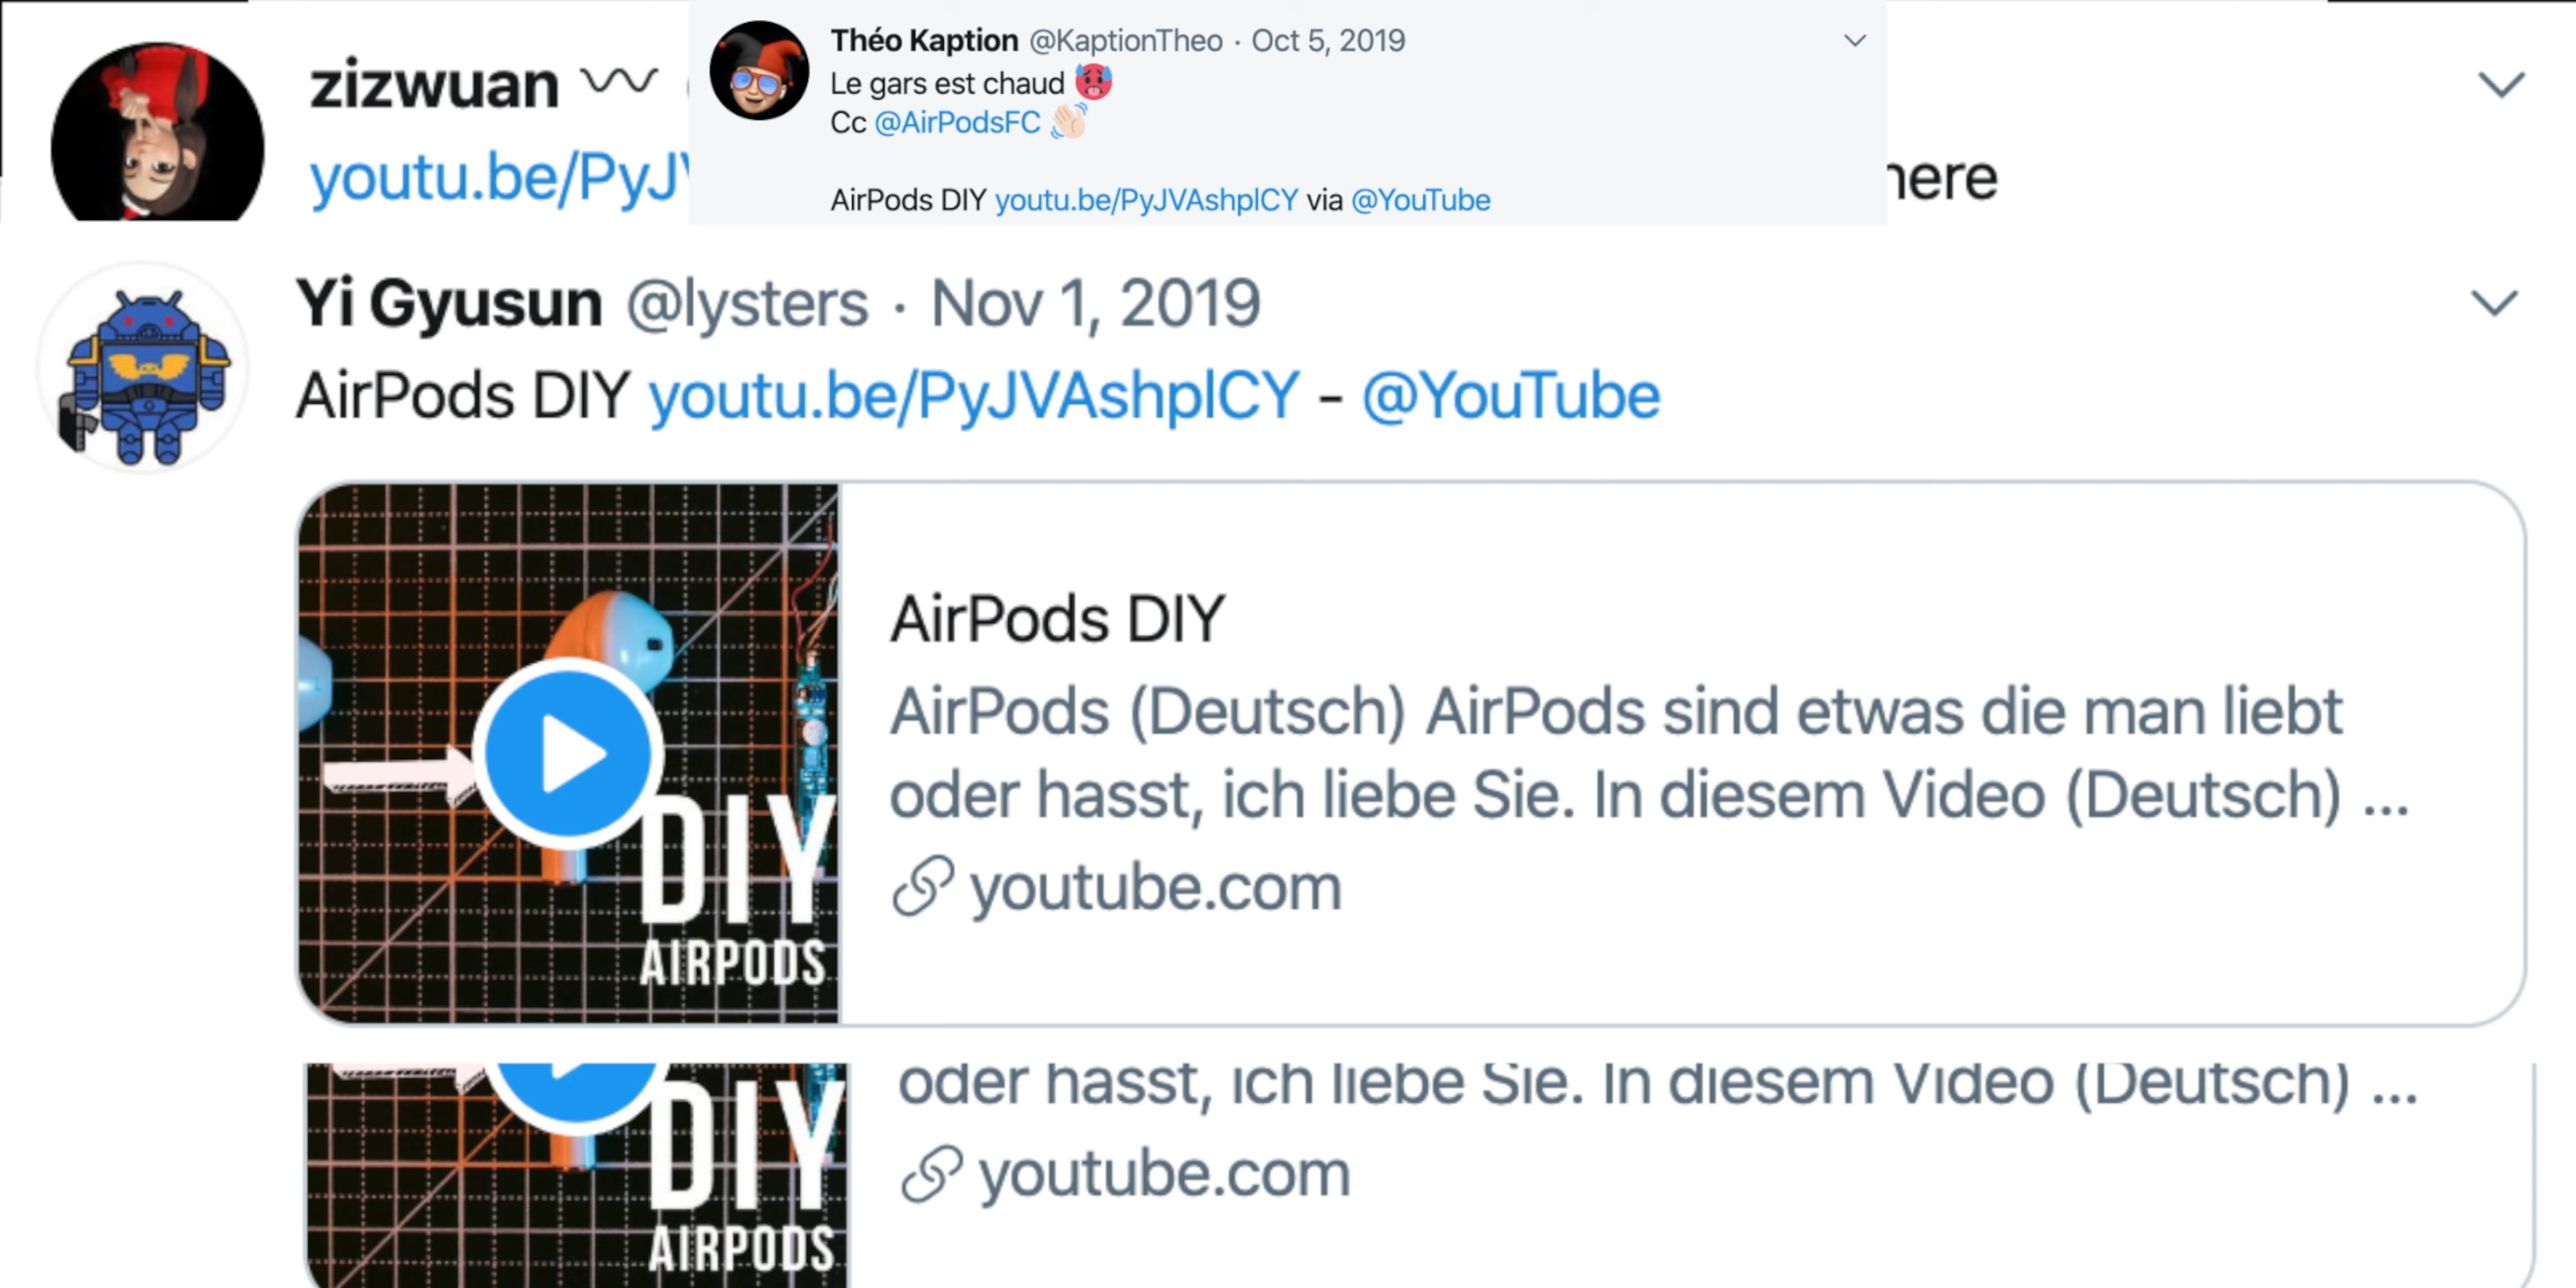 zizwuan
youtu.be/PyJV
Théo Kaption @KaptionTheo · Oct 5, 2019
Le gars est chaud 🥵
Cc @AirPodsFC 👋🏻
AirPods DIY youtu.be/PyJVAshplCY via @YouTube
here
Yi Gyusun @lysters · Nov 1, 2019
AirPods DIY youtu.be/PyJVAshplCY - @YouTube
DIY
AIRPODS
AirPods DIY
AirPods (Deutsch) AirPods sind etwas die man liebt
oder hasst, ich liebe Sie. In diesem Video (Deutsch) ...
youtube.com
DIY
AIRPODS
oder hasst, ich liebe Sie. In diesem Video (Deutsch) ...
youtube.com